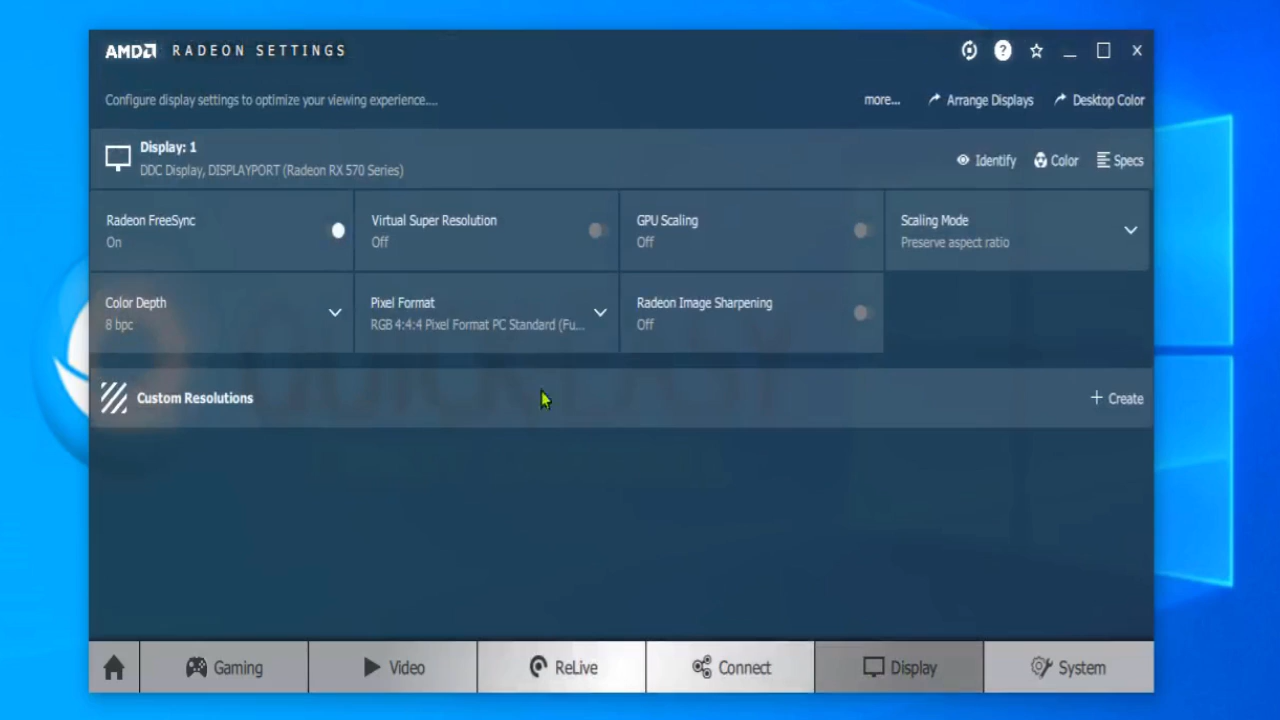 AMD RADEON SETTINGS
?
Configure display settings to optimize your viewing experience.... more... Arrange Displays Desktop Color
Display: 1
DDC Display, DISPLAYPORT (Radeon RX 570 Series)
Identify Color Specs
Radeon FreeSync
On
Virtual Super Resolution
Off
GPU Scaling
Off
Scaling Mode
Preserve aspect ratio
Color Depth
8 bpc
Pixel Format
RGB 4:4:4 Pixel Format PC Standard (Fu...
Radeon Image Sharpening
Off
Custom Resolutions + Create
Gaming Video ReLive Connect Display System